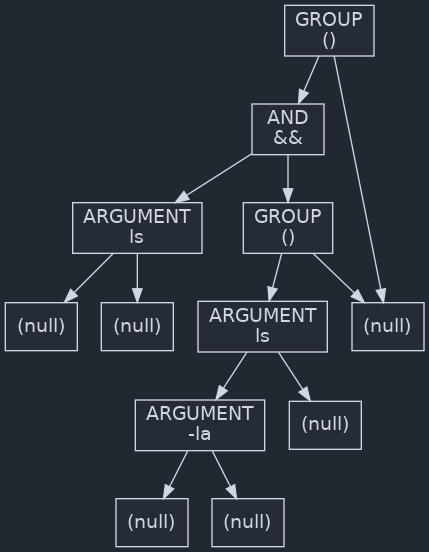 GROUP
()
AND
&&
ARGUMENT
ls
GROUP
()
(null)
(null)
ARGUMENT
ls
(null)
ARGUMENT
-la
(null)
(null)
(null)